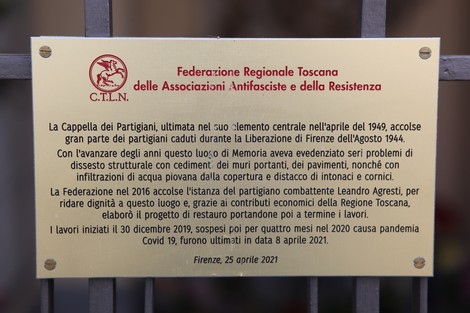 Federazione Regionale Toscana
delle Associazioni Antifasciste e della Resistenza
C.T.L.N.
La Cappella dei Partigiani, ultimata nel suo elemento centrale nell'aprile del 1949, accolse
gran parte dei partigiani caduti durante la Liberazione di Firenze dell'Agosto 1944.
Con l'avanzare degli anni questo luogo di Memoria aveva evedenziato seri problemi di
dissesto strutturale con cedimenti dei muri portanti, dei pavimenti, nonché con
infiltrazioni di acqua piovana dalla copertura e distacco di intonaci e cornici.
La Federazione nel 2016 accolse l'istanza del partigiano combattente Leandro Agresti, per
ridare dignità a questo luogo e, grazie ai contributi economici della Regione Toscana,
elaborò il progetto di restauro portandone poi a termine i lavori.
I lavori iniziati il 30 dicembre 2019, sospesi poi per quattro mesi nel 2020 causa pandemia
Covid 19, furono ultimati in data 8 aprile 2021.
Firenze, 25 aprile 2021